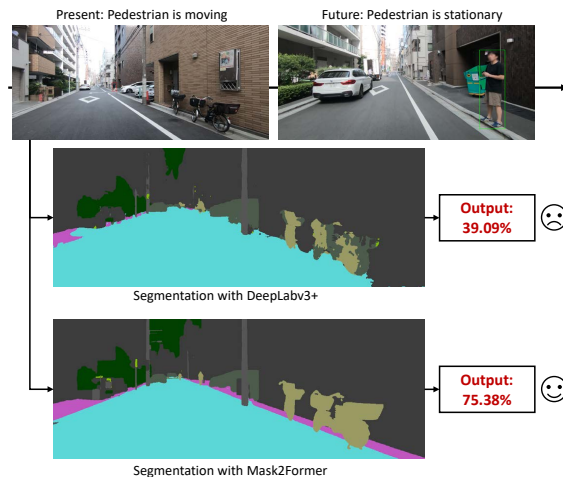 Present: Pedestrian is moving
Future: Pedestrian is stationary
Output:
39.09%
Segmentation with DeepLabv3+
Output:
75.38%
Segmentation with Mask2Former